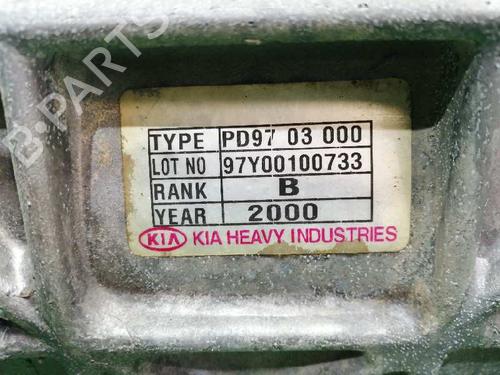 TYPE PD97 03 000
LOT NO 97Y00100733
RANK B
YEAR 2000
KIA KIA HEAVY INDUSTRIES
B-PARTS